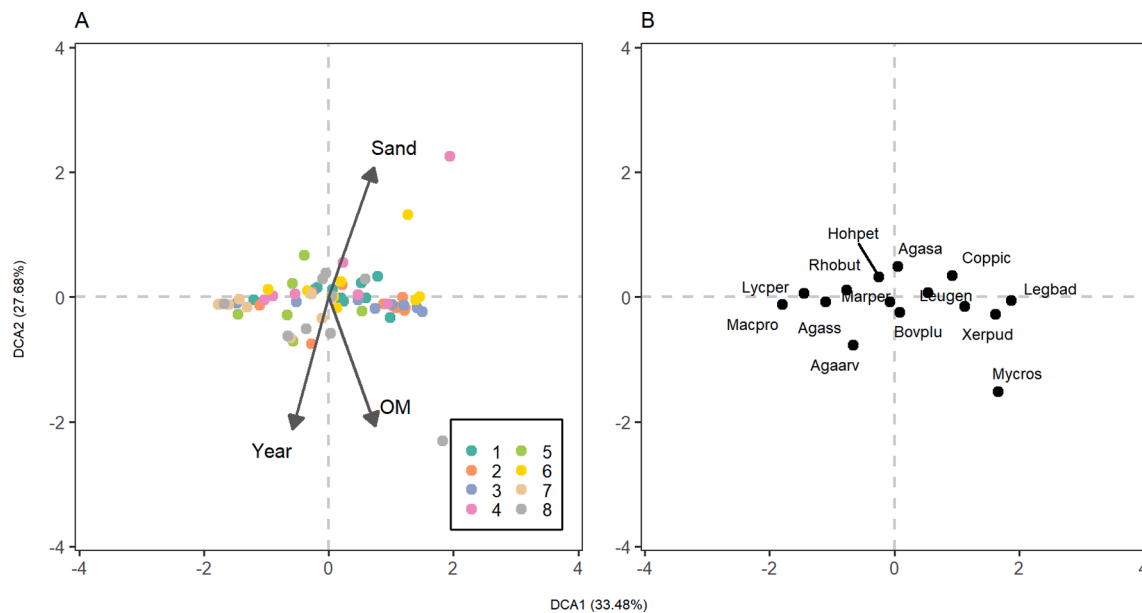 A
B
4
2
0
-2
-4
DCA2 (27.68%)
Sand
Year
OM
1 5
2 6
3 7
4 8
-4 -2 0 2 4
4
2
0
-2
-4
Hohpet
Agasa
Rhobut
Coppic
Lycper
Marper
Leugen
Legbad
Macpro
Agass
Bovplu
Xerpud
Agaarv
Mycros
-4 -2 0 2 4
DCA1 (33.48%)